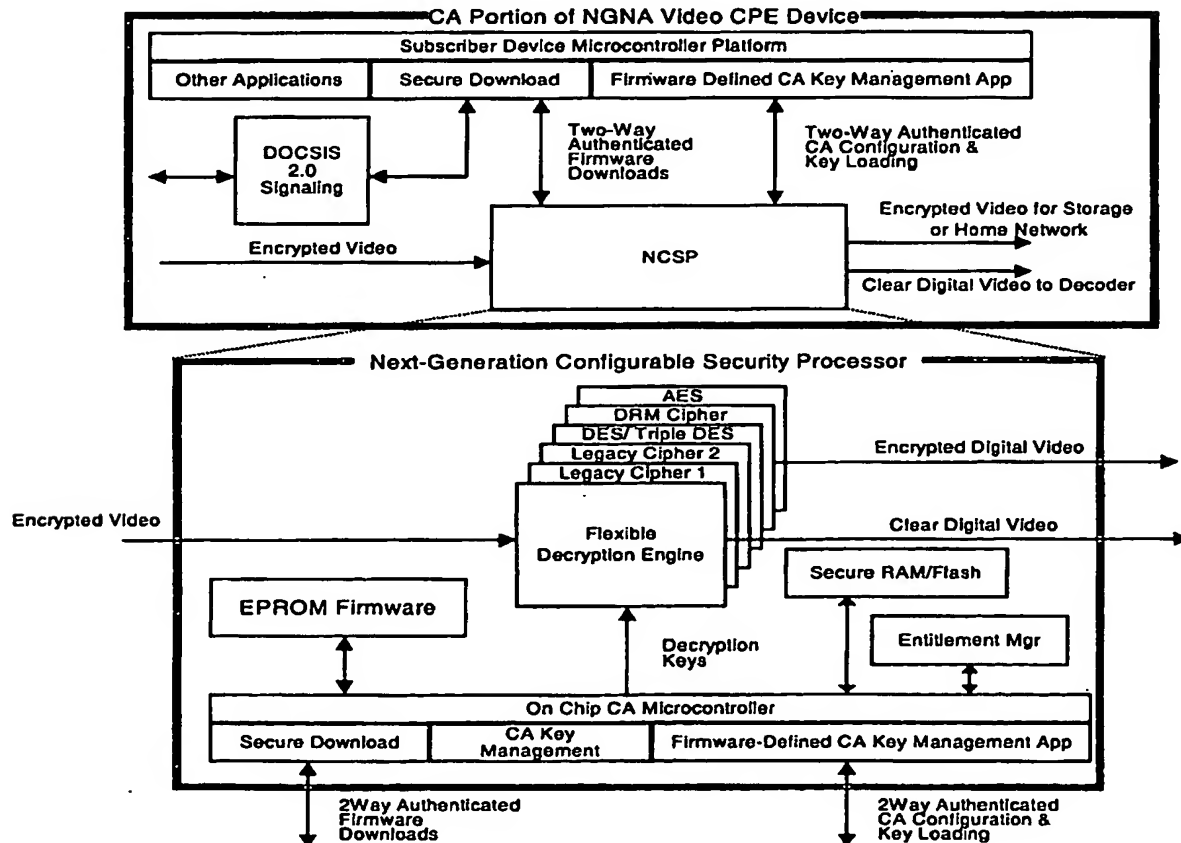 CA Portion of NGNA Video CPE Device
Subscriber Device Microcontroller Platform
Other Applications
Secure Download
Firmware Defined CA Key Management App
DOCSIS
2.0
Signaling
Two-Way
Authenticated
Firmware
Downloads
Two-Way Authenticated
CA Configuration &
Key Loading
Encrypted Video
NCSP
Encrypted Video for Storage
or Home Network
Clear Digital Video to Decoder
Next-Generation Configurable Security Processor
AES
DRM Cipher
DES/ Triple DES
Legacy Cipher 2
Legacy Cipher 1
Flexible
Decryption Engine
Encrypted Digital Video
Encrypted Video
Clear Digital Video
Secure RAM/Flash
EPROM Firmware
Decryption
Keys
Entitlement Mgr
On Chip CA Microcontroller
Secure Download
CA Key
Management
Firmware-Defined CA Key Management App
2Way Authenticated
Firmware
Downloads
2Way Authenticated
CA Configuration &
Key Loading